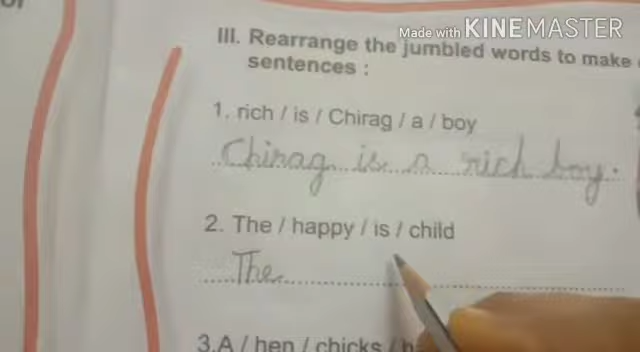 Made with KINEMASTER
III. Rearrange the jumbled words to make
sentences :
1. rich / is / Chirag / a / boy
Chirag is a rich boy.
2. The / happy / is / child
The
3.A / hen / chicks /